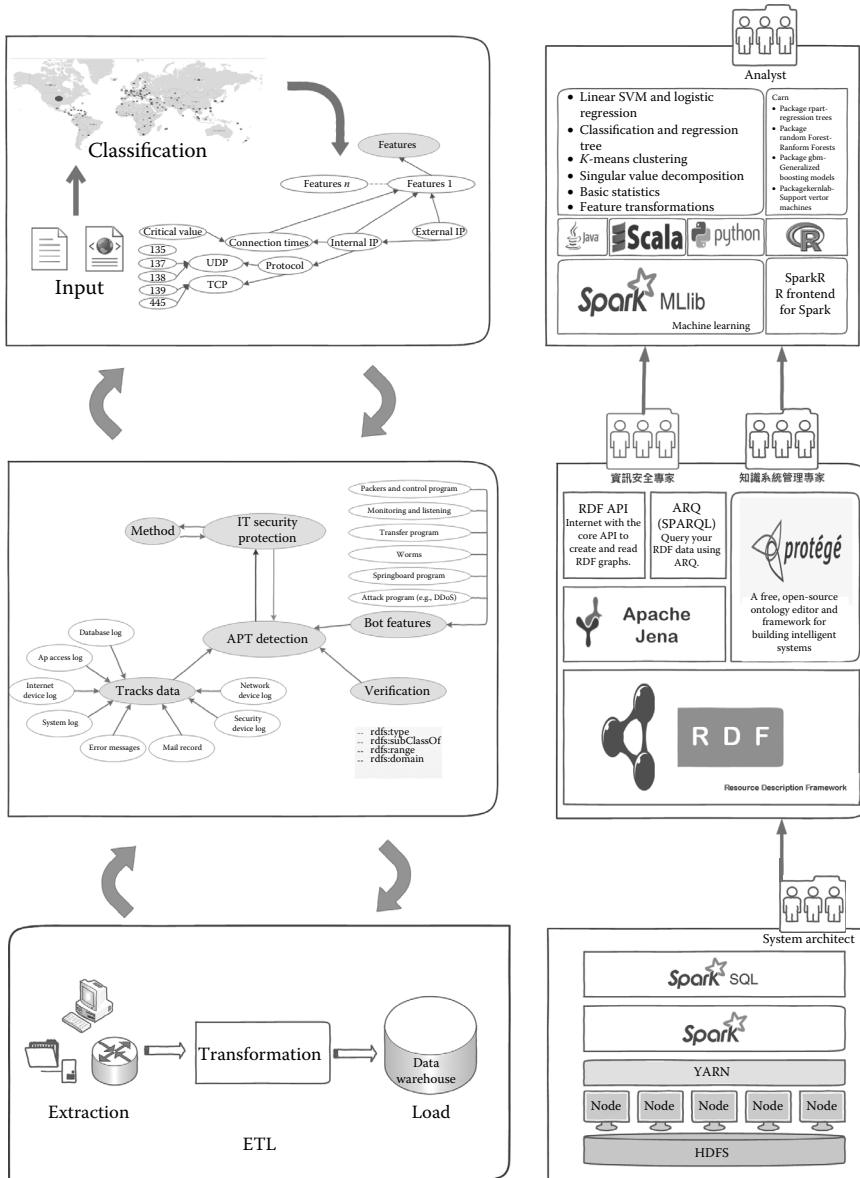 Classification
Input
Features
Features n
Features 1
Critical value
Connection times
Internal IP
External IP
135
137
138
139
445
UDP
TCP
Protocol
Analyst
• Linear SVM and logistic
regression
• Classification and regression
tree
• K-means clustering
• Singular value decomposition
• Basic statistics
• Feature transformations
Carn
• Package rpart-
regression trees
• Package
random Forest-
Ranform Forests
• Package gbm-
Generalized
boosting models
• Packagekernlab-
Support vertor
machines
Java
Scala
python
R
Spark MLlib
Machine learning
SparkR
R frontend
for Spark
Method
IT security
protection
Packers and control program
Monitoring and listening
Transfer program
Worms
Springboard program
Attack program (e.g., DDoS)
Bot features
APT detection
Verification
Tracks data
Database log
Ap access log
Internet
device log
System log
Error messages
Mail record
Security
device log
Network
device log
-- rdfs:type
-- rdfs:subClassOf
-- rdfs:range
-- rdfs:domain
資訊安全專家
知識系統管理專家
RDF API
Internet with the
core API to
create and read
RDF graphs.
ARQ
(SPARQL)
Query your
RDF data using
ARQ.
protégé
A free, open-source
ontology editor and
framework for
building intelligent
systems
Apache
Jena
RDF
Resource Description Framework
Extraction
Transformation
Data
warehouse
Load
ETL
System architect
Spark SQL
Spark
YARN
Node
Node
Node
Node
Node
HDFS